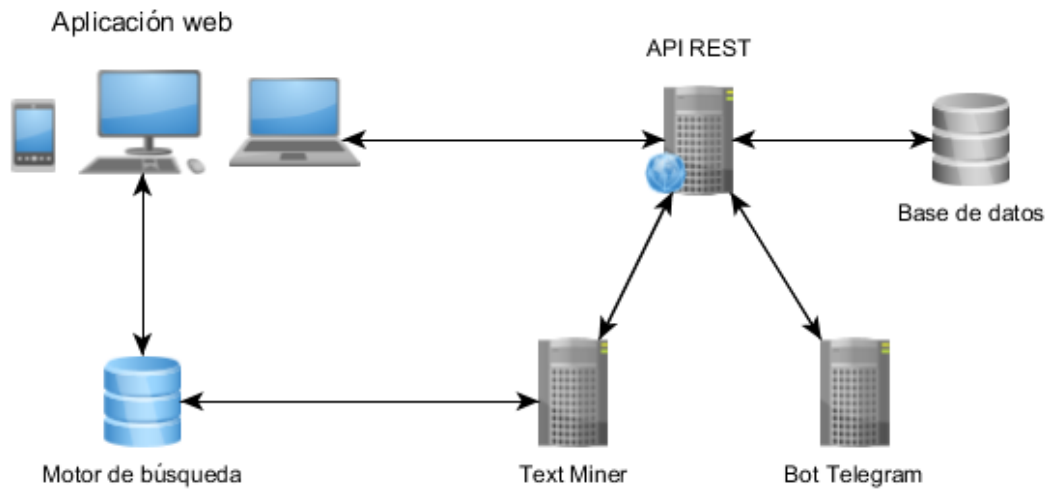 Aplicación web
API REST
Base de datos
Motor de búsqueda
Text Miner
Bot Telegram